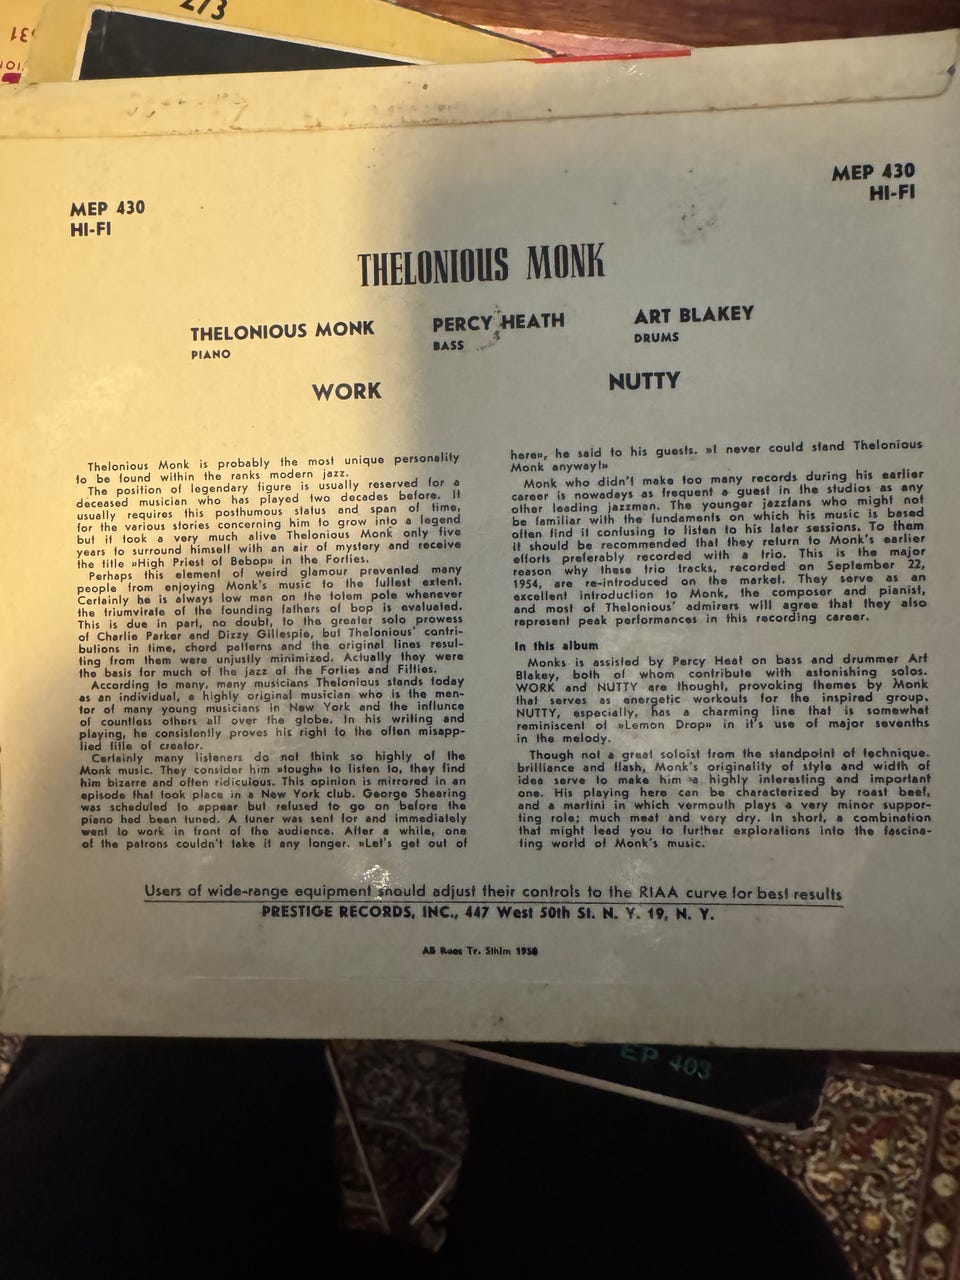 273
MEP 430
HI-FI
MEP 430
HI-FI
THELONIOUS MONK
THELONIOUS MONK
PIANO
PERCY HEATH
BASS
ART BLAKEY
DRUMS
WORK
NUTTY
Thelonious Monk is probably the most unique personality
to be found within the ranks modern jazz.
The position of legendary figure is usually reserved for a
deceased musician who has played two decades before. It
usually requires this posthumous status and span of time,
for the various stories concerning him to grow into a legend
but it took a very much alive Thelonious Monk only five
years to surround himself with an air of mystery and receive
the title »High Priest of Bebop» in the Forties.
Perhaps this element of weird glamour prevented many
people from enjoying Monk's music to the fullest extent.
Certainly he is always low man on the totem pole whenever
the triumvirate of the founding fathers of bop is evaluated.
This is due in part, no doubt, to the greater solo prowess
of Charlie Parker and Dizzy Gillespie, but Thelonious' contri-
butions in time, chord patterns and the original lines resul-
ting from them were unjustly minimized. Actually they were
the basis for much of the jazz of the Forties and Fifties.
According to many, many musicians Thelonious stands today
as an individual, a highly original musician who is the men-
tor of many young musicians in New York and the influnce
of countless others all over the globe. In his writing and
playing, he consistently proves his right to the often misapp-
lied title of creator.
Certainly many listeners do not think so highly of the
Monk music. They consider him »tough» to listen to, they find
him bizarre and often ridiculous. This opinion is mirrored in an
episode that took place in a New York club. George Shearing
was scheduled to appear but refused to go on before the
piano had been tuned. A tuner was sent for and immediately
went to work in front of the audience. After a while, one
of the patrons couldn't take it any longer. »Let's get out of
here», he said to his guests. »I never could stand Thelonious
Monk anyway!»
Monk who didn't make too many records during his earlier
career is nowadays as frequent a guest in the studios as any
other leading jazzman. The younger jazzfans who might not
be familiar with the fundaments on which his music is based
often find it confusing to listen to his later sessions. To them
it should be recommended that they return to Monk's earlier
efforts preferably recorded with a trio. This is the major
reason why these trio tracks, recorded on September 22,
1954, are re-introduced on the market. They serve as an
excellent introduction to Monk, the composer and pianist,
and most of Thelonious' admirers will agree that they also
represent peak performances in this recording career.
In this album
Monks is assisted by Percy Heat on bass and drummer Art
Blakey, both of whom contribute with astonishing solos.
WORK and NUTTY are thought, provoking themes by Monk
that serves as energetic workouts for the inspired group.
NUTTY, especially, has a charming line that is somewhat
reminiscent of »Lemon Drop» in it's use of major sevenths
in the melody.
Though not a great soloist from the standpoint of technique.
brilliance and flash, Monk's originality of style and width of
idea serve to make him a highly interesting and important
one. His playing here can be characterized by roast beef,
and a martini in which vermouth plays a very minor suppor-
ting role; much meat and very dry. In short, a combination
that might lead you to further explorations into the fascina-
ting world of Monk's music.
Users of wide-range equipment should adjust their controls to the RIAA curve for best results
PRESTIGE RECORDS, INC., 447 West 50th St. N. Y. 19, N. Y.
AB Roos Tr. Sthlm 1958
EP 403